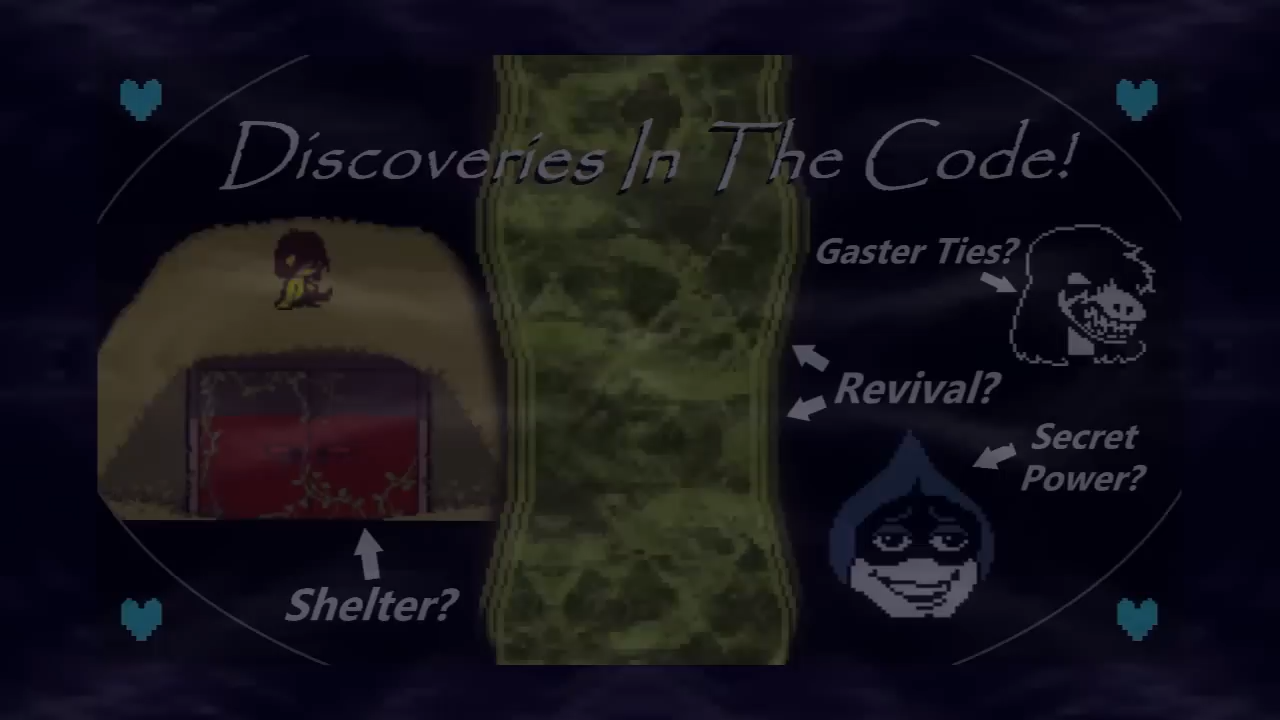 Discoveries In The Code!
Gaster Ties?
Revival?
Secret
Power?
Shelter?